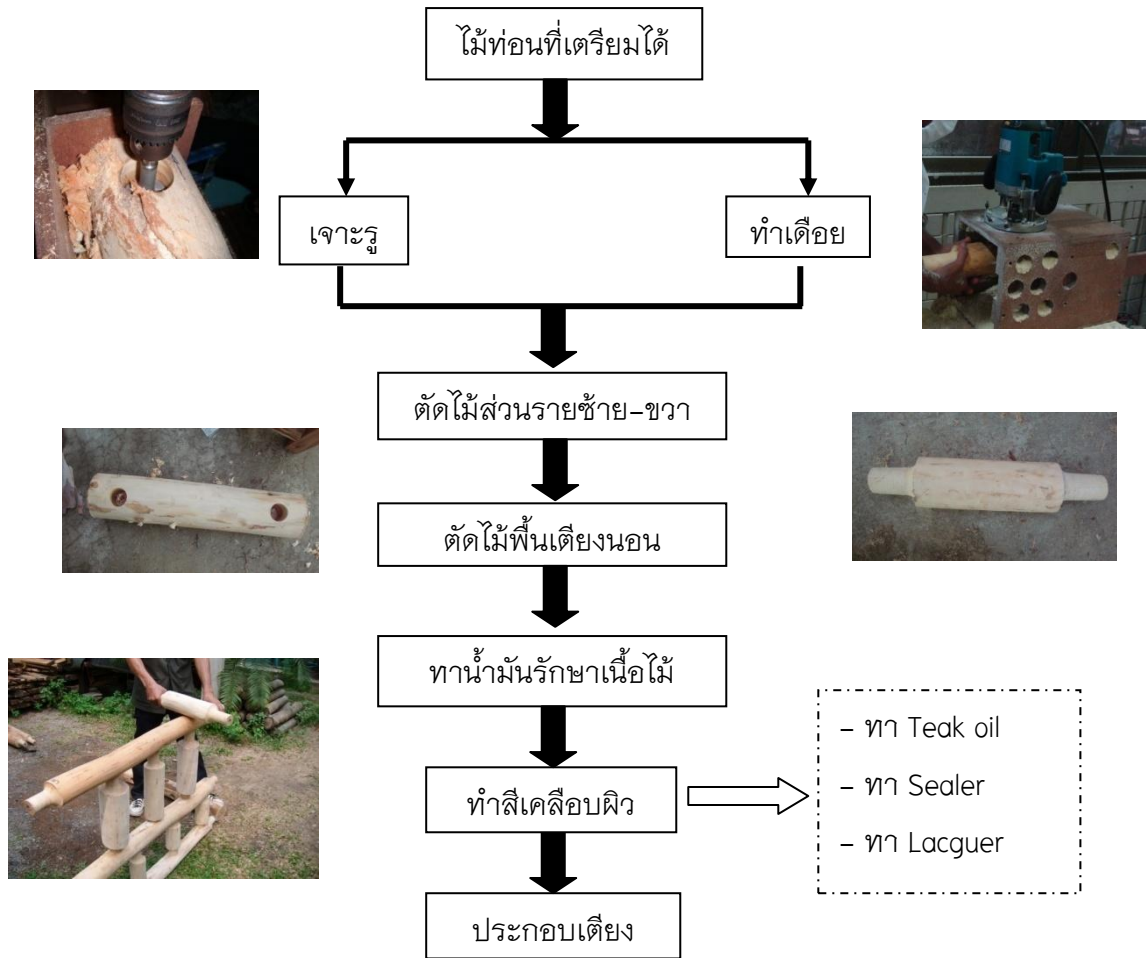 ไม้ท่อนที่เตรียมได้
เจาะรู
ทำเดือย
ตัดไม้ส่วนรายซ้าย-ขวา
ตัดไม้พื้นเตียงนอน
ทาน้ำมันรักษาเนื้อไม้
ทำสีเคลือบผิว
- ทา Teak oil
- ทา Sealer
- ทา Lacguer
ประกอบเตียง